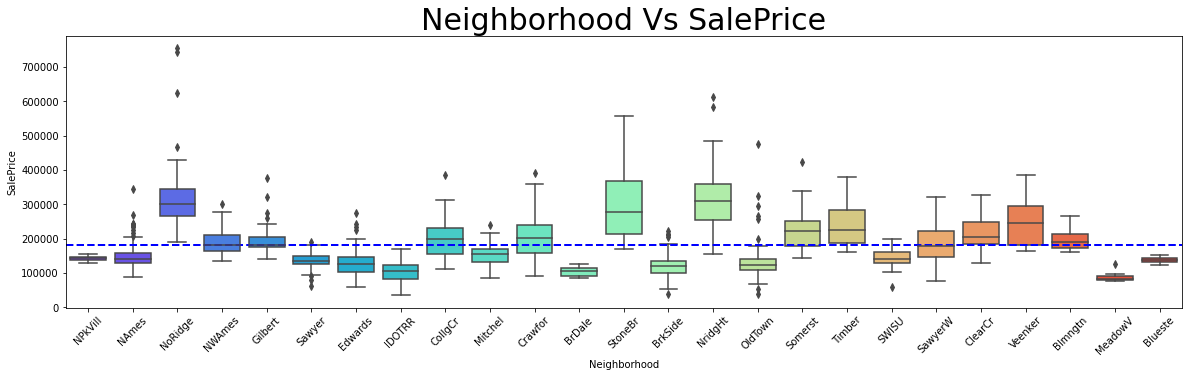 Neighborhood Vs SalePrice
SalePrice
700000
600000
500000
400000
300000
200000
100000
0
NPkVill NAmes NoRidge NWAmes Gilbert Sawyer Edwards IDOTRR CollgCr Mitchel Crawfor BrDale StoneBr BrkSide NridgHt OldTown Somerst Timber SWISU SawyerW ClearCr Veenker Blmngtn MeadowV Blueste
Neighborhood